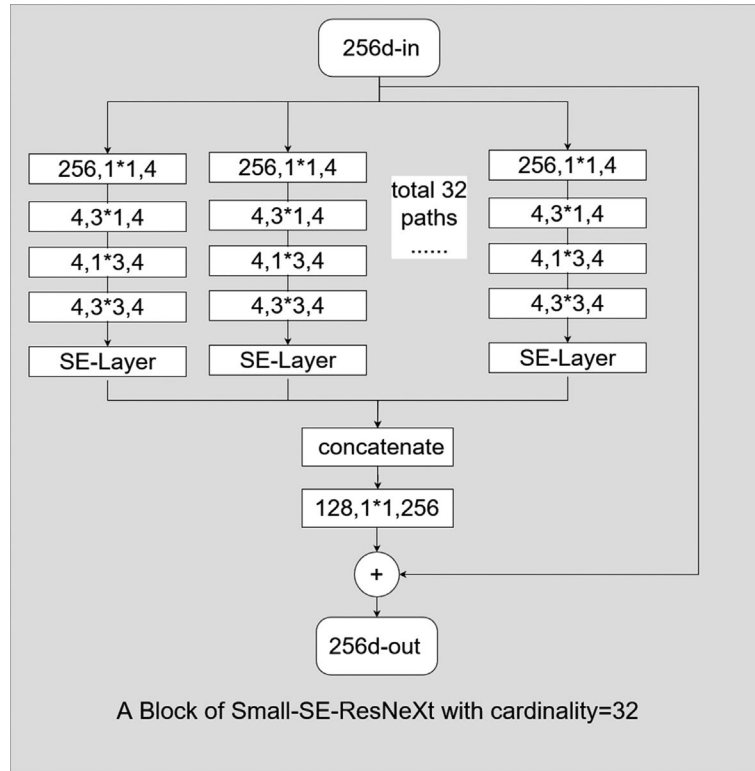 256d-in
256,1*1,4
4,3*1,4
4,1*3,4
4,3*3,4
SE-Layer
256,1*1,4
4,3*1,4
4,1*3,4
4,3*3,4
SE-Layer
total 32
paths
......
256,1*1,4
4,3*1,4
4,1*3,4
4,3*3,4
SE-Layer
concatenate
128,1*1,256
+
256d-out
A Block of Small-SE-ResNeXt with cardinality=32